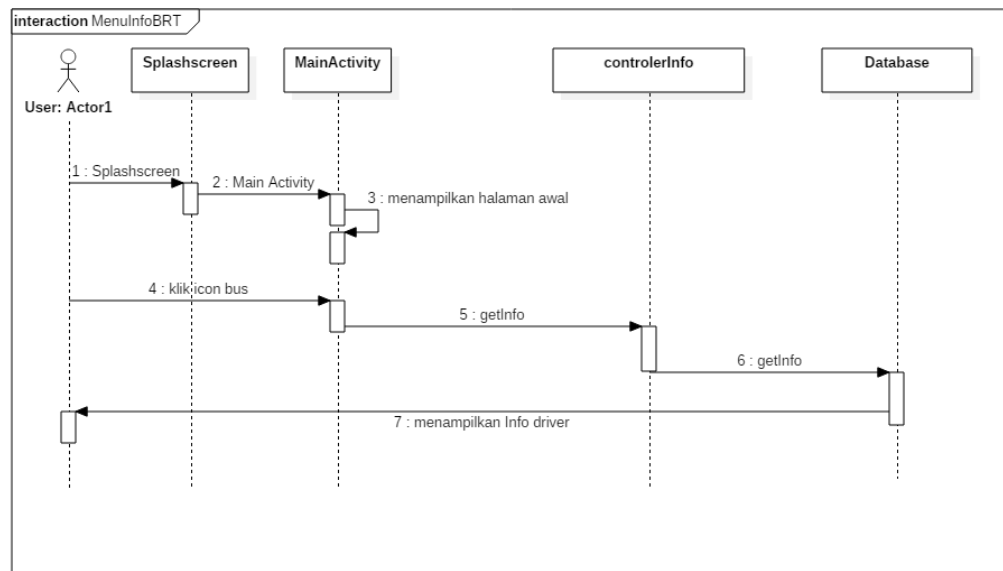 interaction MenuInfoBRT
Splashscreen
MainActivity
controlerInfo
Database
User: Actor1
1 : Splashscreen
2 : Main Activity
3 : menampilkan halaman awal
4 : klik icon bus
5 : getInfo
6 : getInfo
7 : menampilkan Info driver